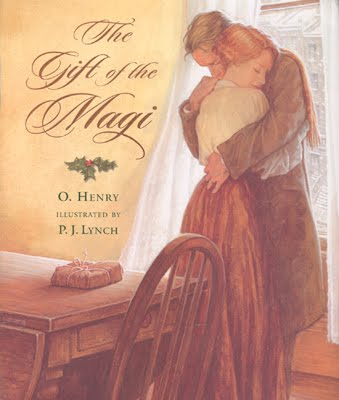 The
Gift of the
Magi
O. HENRY
ILLUSTRATED BY
P. J. LYNCH